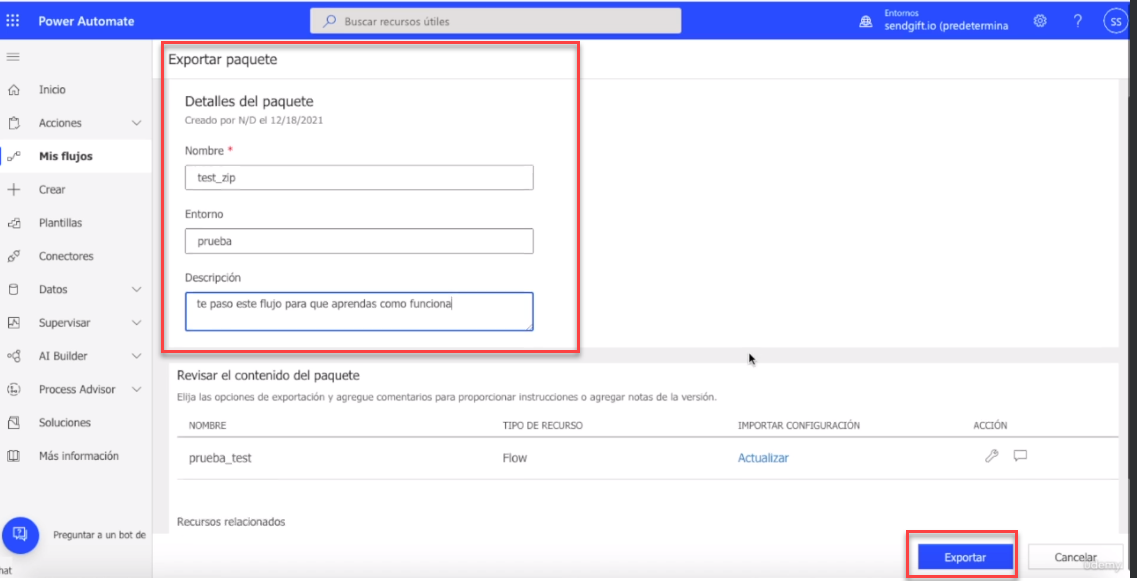 Power Automate
Buscar recursos útiles
Entornos
sendgift.io (predetermina
?
SS
Inicio
Acciones
Mis flujos
Crear
Plantillas
Conectores
Datos
Supervisar
AI Builder
Process Advisor
Soluciones
Más información
Preguntar a un bot de
hat
Exportar paquete
Detalles del paquete
Creado por N/D el 12/18/2021
Nombre *
test_zip
Entorno
prueba
Descripción
te paso este flujo para que aprendas como funciona
Revisar el contenido del paquete
Elija las opciones de exportación y agregue comentarios para proporcionar instrucciones o agregar notas de la versión.
NOMBRE TIPO DE RECURSO IMPORTAR CONFIGURACIÓN ACCIÓN
prueba_test Flow Actualizar
Recursos relacionados
Exportar
Cancelar
udemy